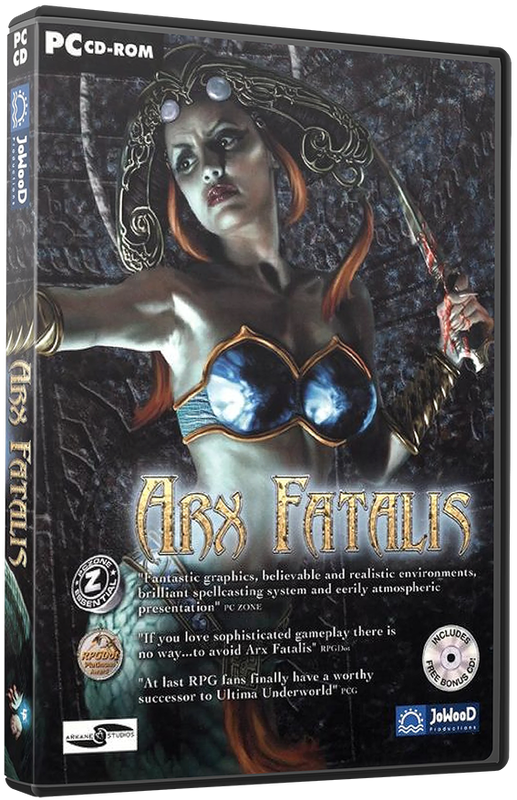 PC CD-ROM
PC
CD
JoWooD
Productions
ARX FATALIS
ARX FATALIS
PCZONE
Z
ESSENTIAL
"Fantastic graphics, believable and realistic environments,
brilliant spellcasting system and eerily atmospheric
presentation" PC ZONE
RPGDot
Platinum
Award
"If you love sophisticated gameplay there is
no way...to avoid Arx Fatalis" RPGDot
INCLUDES
FREE BONUS CD!
"At last RPG fans finally have a worthy
successor to Ultima Underworld" PCG
ARKANE STUDIOS
JoWooD
Productions